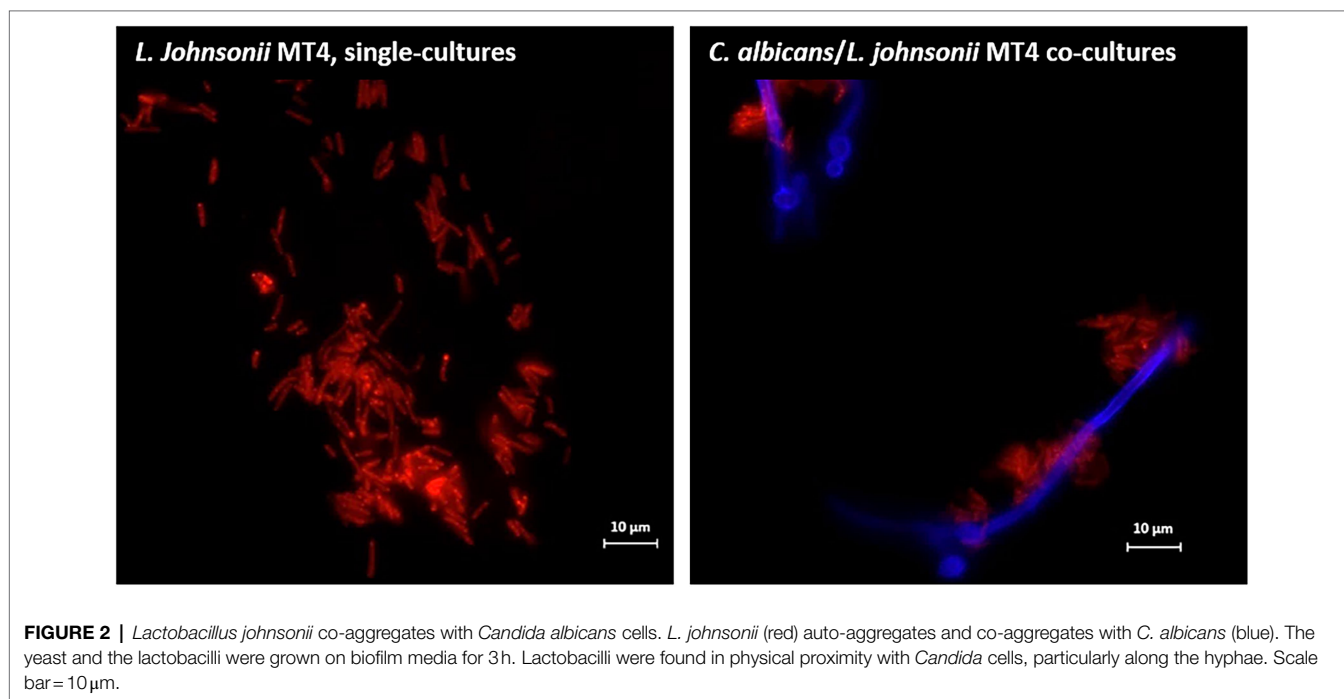 L. Johnsonii MT4, single-cultures
C. albicans/L. johnsonii MT4 co-cultures
10 µm
10 µm
FIGURE 2 | Lactobacillus johnsonii co-aggregates with Candida albicans cells. L. johnsonii (red) auto-aggregates and co-aggregates with C. albicans (blue). The
yeast and the lactobacilli were grown on biofilm media for 3 h. Lactobacilli were found in physical proximity with Candida cells, particularly along the hyphae. Scale
bar = 10 µm.